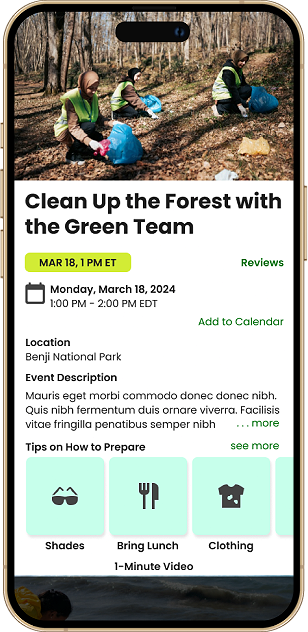 Clean Up the Forest with
the Green Team
MAR 18, 1 PM ET
Reviews
Monday, March 18, 2024
1:00 PM - 2:00 PM EDT
Add to Calendar
Location
Benji National Park
Event Description
Mauris eget morbi commodo donec donec nibh.
Quis nibh fermentum duis ornare viverra. Facilisis
vitae fringilla penatibus semper nibh . . . more
Tips on How to Prepare
see more
Shades
Bring Lunch
Clothing
1-Minute Video